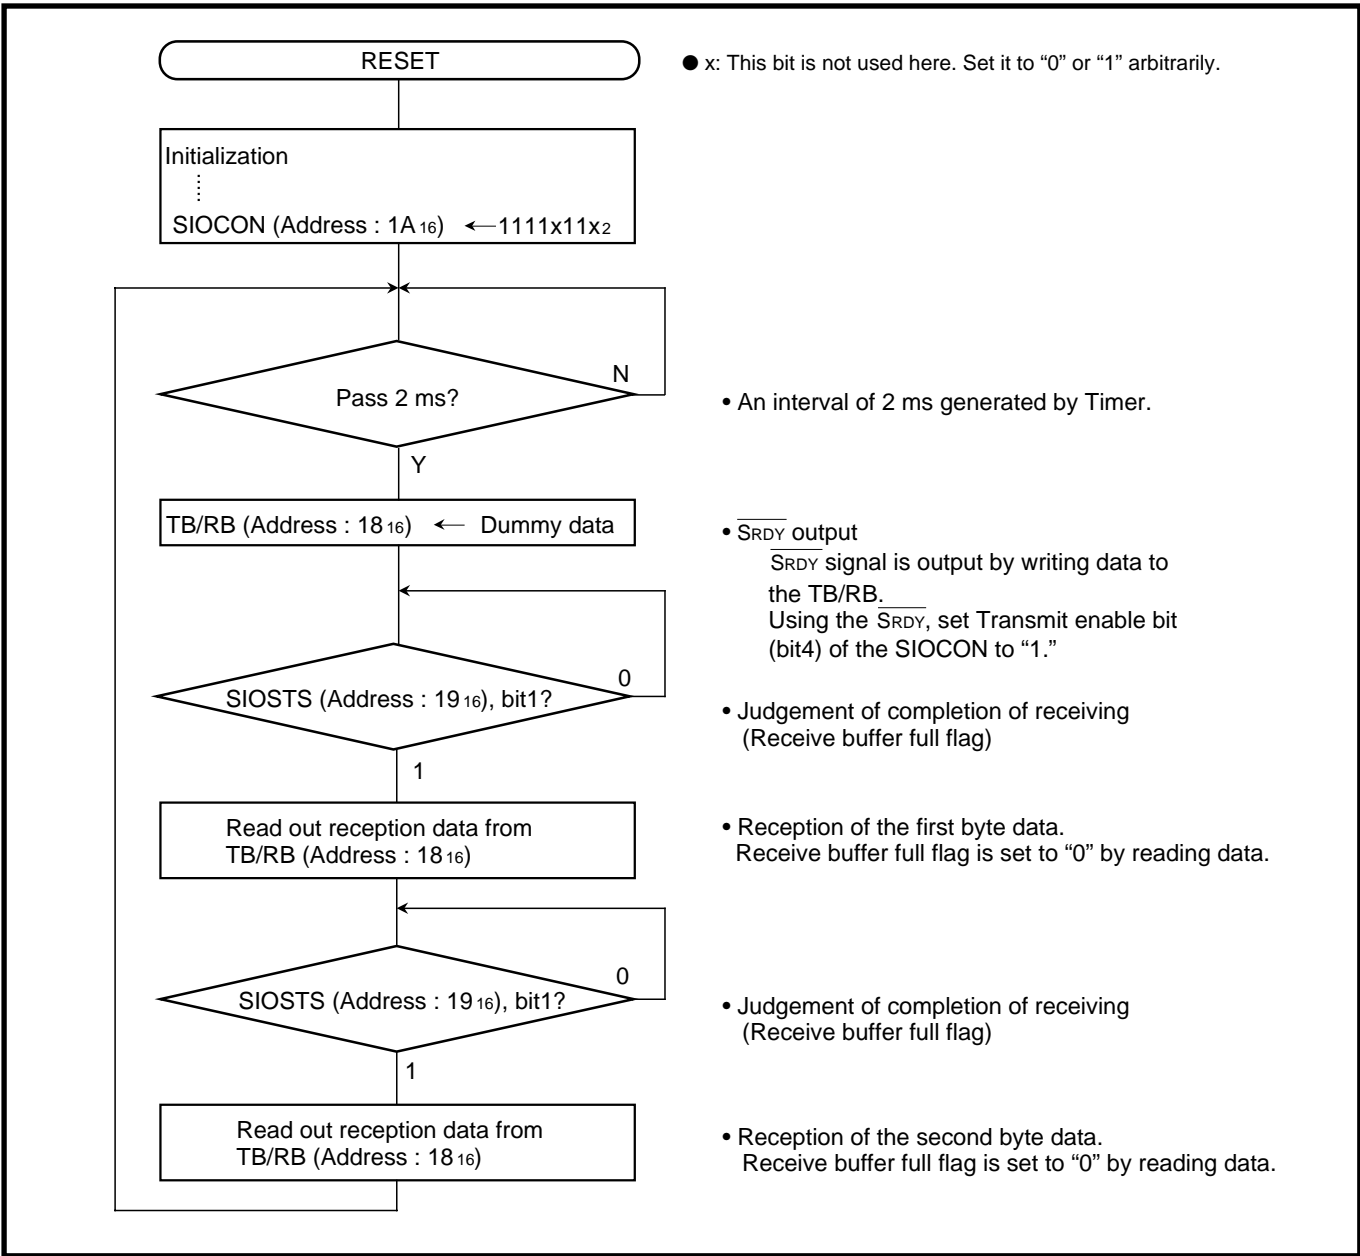 RESET
● x: This bit is not used here. Set it to “0” or “1” arbitrarily.
Initialization
SIOCON (Address : 1A16) ←1111x11x2
N
Pass 2 ms?
• An interval of 2 ms generated by Timer.
Y
TB/RB (Address : 1816) ← Dummy data
• SRDY output
SRDY signal is output by writing data to
the TB/RB.
Using the SRDY, set Transmit enable bit
(bit4) of the SIOCON to “1.”
0
SIOSTS (Address : 1916), bit1?
• Judgement of completion of receiving
(Receive buffer full flag)
1
Read out reception data from
TB/RB (Address : 1816)
• Reception of the first byte data.
Receive buffer full flag is set to “0” by reading data.
0
SIOSTS (Address : 1916), bit1?
• Judgement of completion of receiving
(Receive buffer full flag)
1
Read out reception data from
TB/RB (Address : 1816)
• Reception of the second byte data.
Receive buffer full flag is set to “0” by reading data.